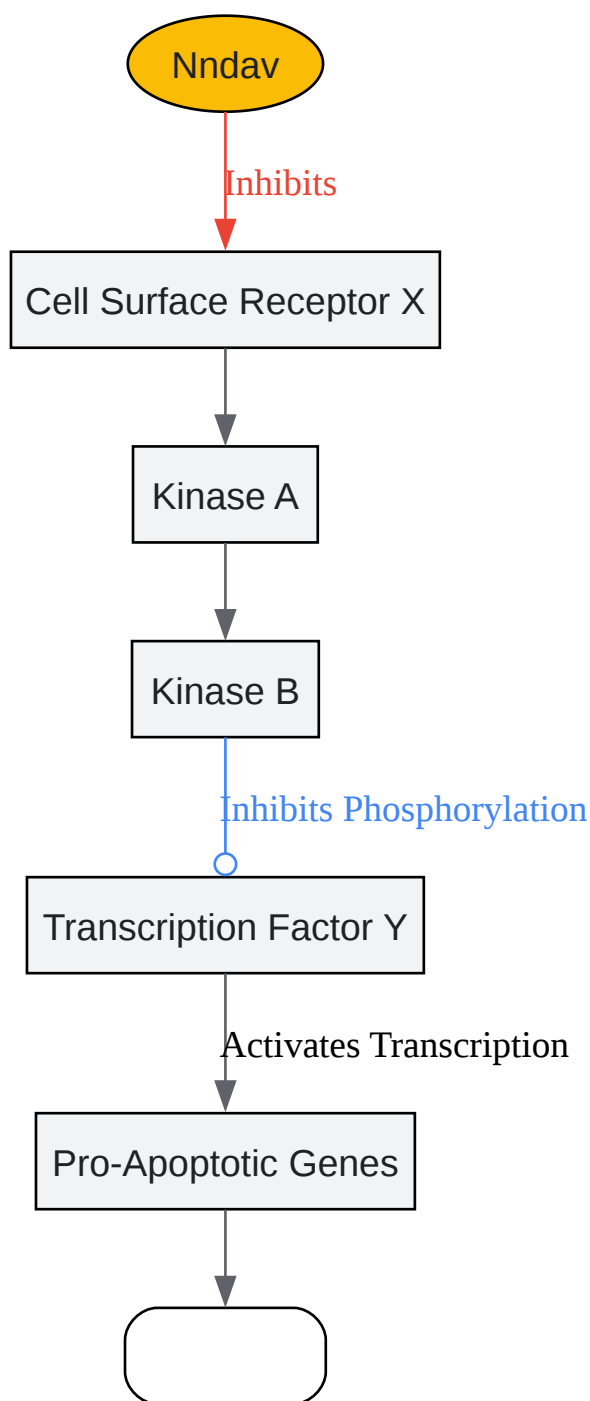 Nndav
Inhibits
Cell Surface Receptor X
Kinase A
Kinase B
Inhibits Phosphorylation
Transcription Factor Y
Activates Transcription
Pro-Apoptotic Genes